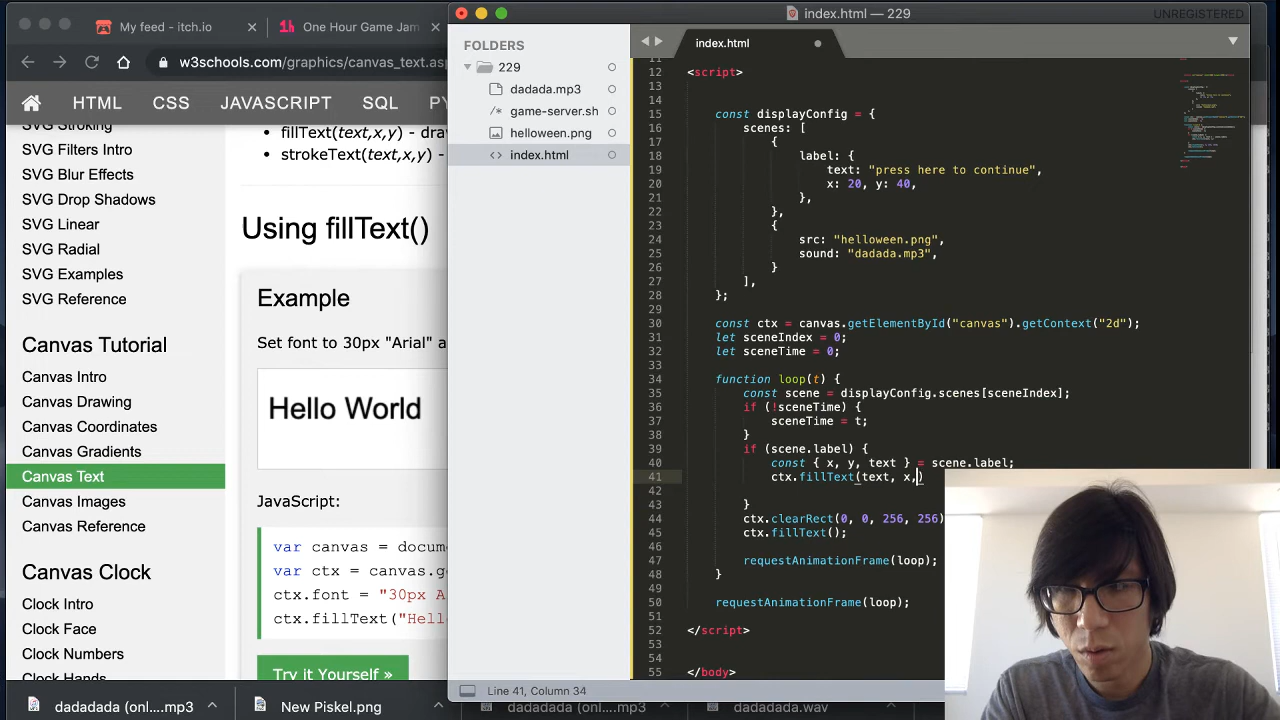 My feed - itch.io
One Hour Game Jam
w3schools.com/graphics/canvas_text.asp
HTML CSS JAVASCRIPT SQL
SVG Stroking
SVG Filters Intro
SVG Blur Effects
SVG Drop Shadows
SVG Linear
SVG Radial
SVG Examples
SVG Reference
Canvas Tutorial
Canvas Intro
Canvas Drawing
Canvas Coordinates
Canvas Gradients
Canvas Text
Canvas Images
Canvas Reference
Canvas Clock
Clock Intro
Clock Face
Clock Numbers
Clock Hands
fillText(text,x,y) - dra
strokeText(text,x,y) -
Using fillText()
Example
Set font to 30px "Arial" a
Hello World
JavaScript:
var canvas = docum
var ctx = canvas.g
ctx.font = "30px A
ctx.fillText("Hell
Try it Yourself »
index.html — 229
UNREGISTERED
FOLDERS
229
dadada.mp3
game-server.sh
helloween.png
index.html
index.html
11
12 <script>
13
14
15 const displayConfig = {
16 scenes: [
17 {
18 label: {
19 text: "press here to continue",
20 x: 20, y: 40,
21 },
22 },
23 {
24 src: "helloween.png",
25 sound: "dadada.mp3",
26 }
27 ],
28 };
29
30 const ctx = canvas.getElementById("canvas").getContext("2d");
31 let sceneIndex = 0;
32 let sceneTime = 0;
33
34 function loop(t) {
35 const scene = displayConfig.scenes[sceneIndex];
36 if (!sceneTime) {
37 sceneTime = t;
38 }
39 if (scene.label) {
40 const { x, y, text } = scene.label;
41 ctx.fillText(text, x,)
42
43 }
44 ctx.clearRect(0, 0, 256, 256)
45 ctx.fillText();
46
47 requestAnimationFrame(loop);
48 }
49
50 requestAnimationFrame(loop);
51
52 </script>
53
54
55 </body>
Line 41, Column 34
dadadada (onl....mp3
New Piskel.png
dadadada (onl....mp3
dadadada.wav